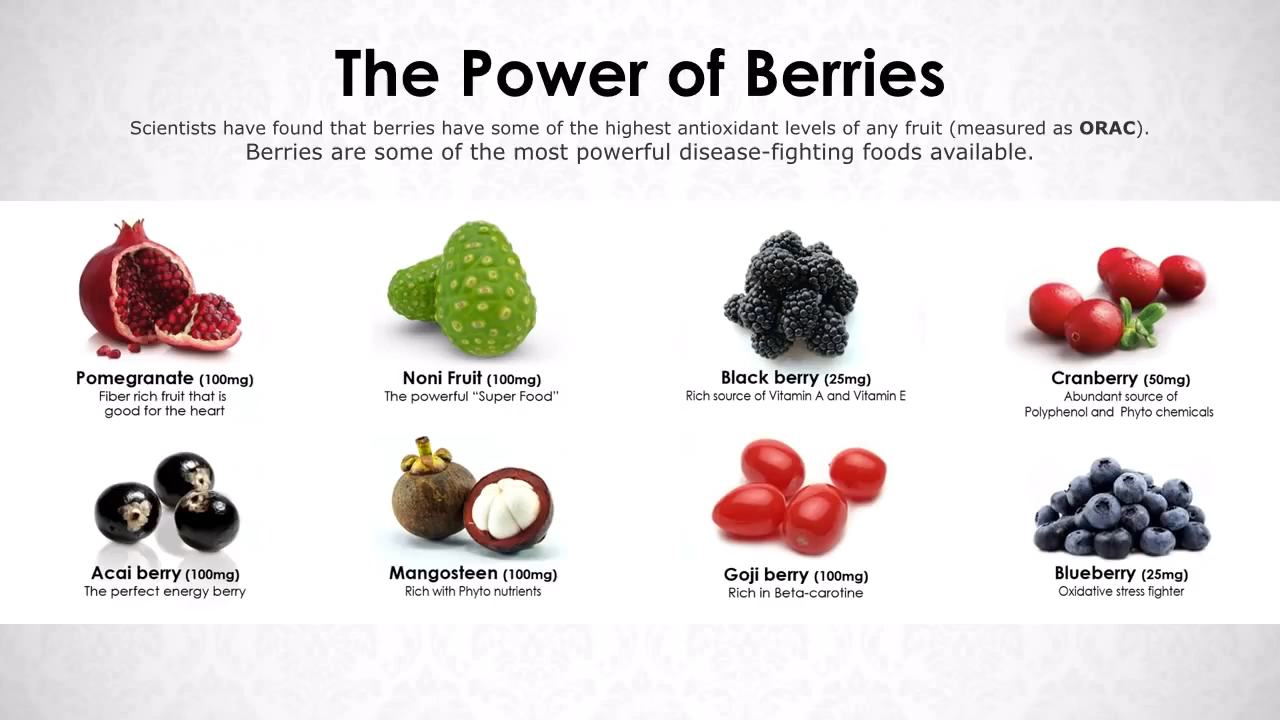 The Power of Berries
Scientists have found that berries have some of the highest antioxidant levels of any fruit (measured as ORAC).
Berries are some of the most powerful disease-fighting foods available.
Pomegranate (100mg)
Fiber rich fruit that is
good for the heart
Noni Fruit (100mg)
The powerful “Super Food”
Black berry (25mg)
Rich source of Vitamin A and Vitamin E
Cranberry (50mg)
Abundant source of
Polyphenol and Phyto chemicals
Acai berry (100mg)
The perfect energy berry
Mangosteen (100mg)
Rich with Phyto nutrients
Goji berry (100mg)
Rich in Beta-carotine
Blueberry (25mg)
Oxidative stress fighter